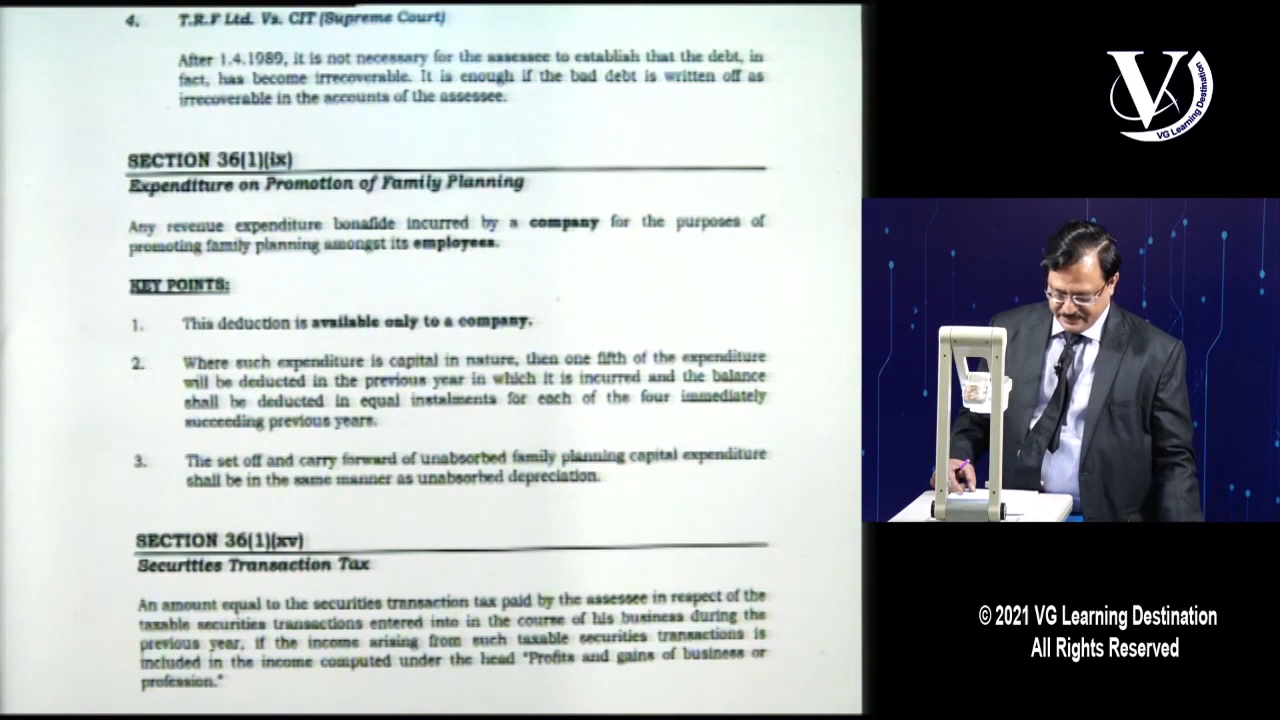 4. T.R.F Ltd. Vs. CIT (Supreme Court)
After 1.4.1989, it is not necessary for the assessee to establish that the debt, in
fact, has become irrecoverable. It is enough if the bad debt is written off as
irrecoverable in the accounts of the assessee.
SECTION 36(1)(ix)
Expenditure on Promotion of Family Planning
Any revenue expenditure bonafide incurred by a company for the purposes of
promoting family planning amongst its employees.
KEY POINTS:
1. This deduction is available only to a company.
2. Where such expenditure is capital in nature, then one fifth of the expenditure
will be deducted in the previous year in which it is incurred and the balance
shall be deducted in equal instalments for each of the four immediately
succeeding previous years.
3. The set off and carry forward of unabsorbed family planning capital expenditure
shall be in the same manner as unabsorbed depreciation.
SECTION 36(1)(xv)
Securities Transaction Tax
An amount equal to the securities transaction tax paid by the assessee in respect of the
taxable securities transactions entered into in the course of his business during the
previous year, if the income arising from such taxable securities transactions is
included in the income computed under the head "Profits and gains of business or
profession."
V
VG Learning Destination
© 2021 VG Learning Destination
All Rights Reserved